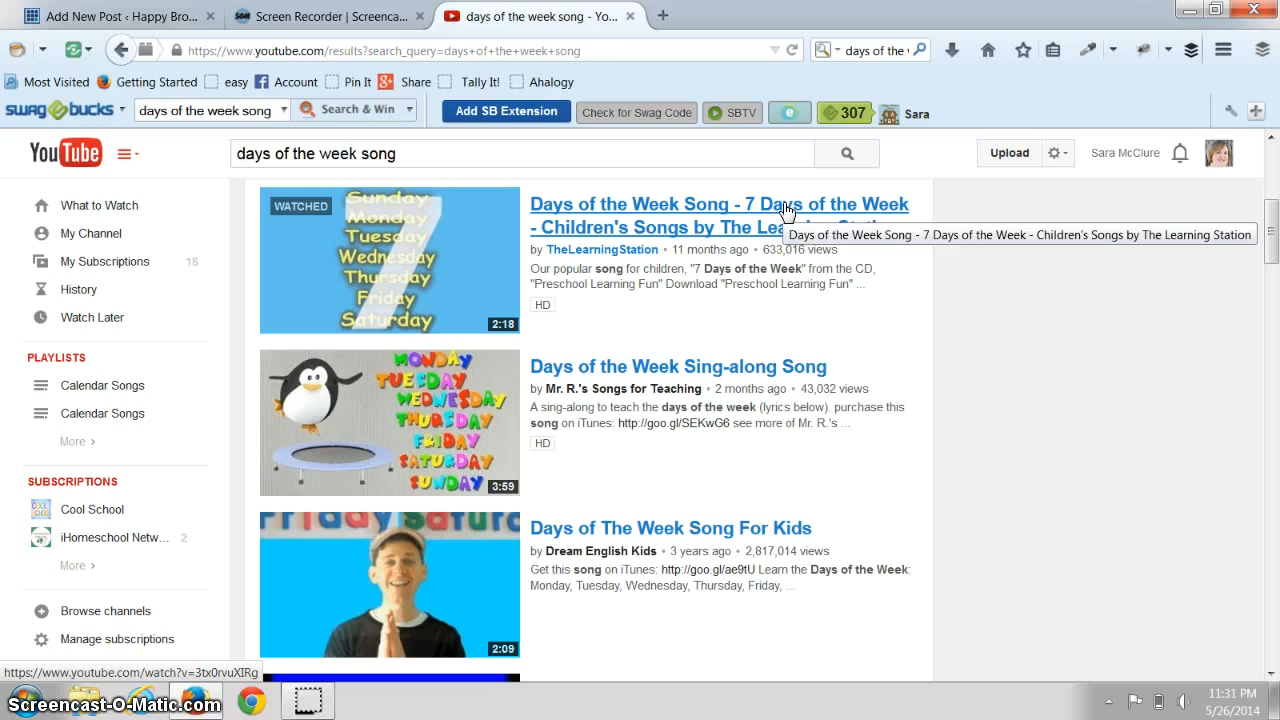 Add New Post ‹ Happy Bra...
Screen Recorder | Screenca...
days of the week song - Yo...
https://www.youtube.com/results?search_query=days+of+the+week+song
days of the
Most Visited
Getting Started
easy
Account
Pin It
Share
Tally It!
Ahalogy
swagbucks
days of the week song
Search & Win
Add SB Extension
Check for Swag Code
SBTV
307
Sara
YouTube
days of the week song
Upload
Sara McClure
What to Watch
My Channel
My Subscriptions 18
History
Watch Later
PLAYLISTS
Calendar Songs
Calendar Songs
More ›
SUBSCRIPTIONS
Cool School
iHomeschool Netw... 2
More ›
Browse channels
Manage subscriptions
WATCHED
7
Sunday
Monday
Tuesday
Wednesday
Thursday
Friday
Saturday
2:18
Days of the Week Song - 7 Days of the Week
- Children's Songs by The Learning Stati
Days of the Week Song - 7 Days of the Week - Children's Songs by The Learning Station
by TheLearningStation • 11 months ago • 633,016 views
Our popular song for children, "7 Days of the Week" from the CD,
"Preschool Learning Fun" Download "Preschool Learning Fun" ...
HD
MONDAY
TUESDAY
WEDNESDAY
THURSDAY
FRIDAY
SATURDAY
SUNDAY
3:59
Days of the Week Sing-along Song
by Mr. R.'s Songs for Teaching • 2 months ago • 43,032 views
A sing-along to teach the days of the week (lyrics below). purchase this
song on iTunes: http://goo.gl/SEKwG6 see more of Mr. R.'s ...
HD
Friday Satur
2:09
Days of The Week Song For Kids
by Dream English Kids • 3 years ago • 2,817,014 views
Get this song on iTunes: http://goo.gl/ae9tU Learn the Days of the Week:
Monday, Tuesday, Wednesday, Thursday, Friday, ...
https://www.youtube.com/watch?v=3tx0rvuXIRg
Screencast-O-Matic.com
11:31 PM
5/26/2014